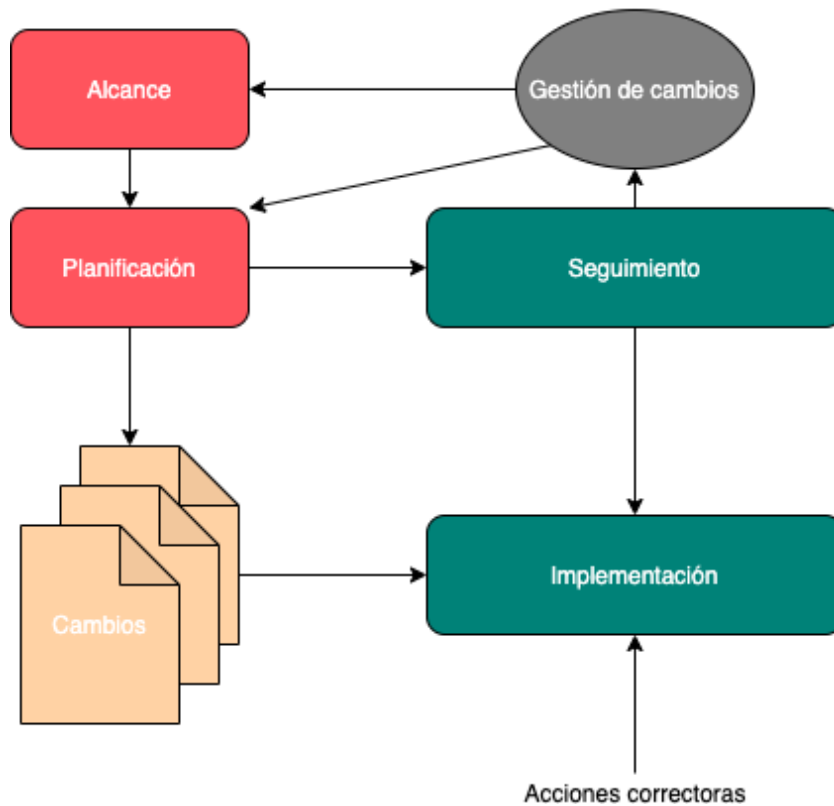 Alcance
Gestión de cambios
Planificación
Seguimiento
Implementación
Cambios
Acciones correctoras